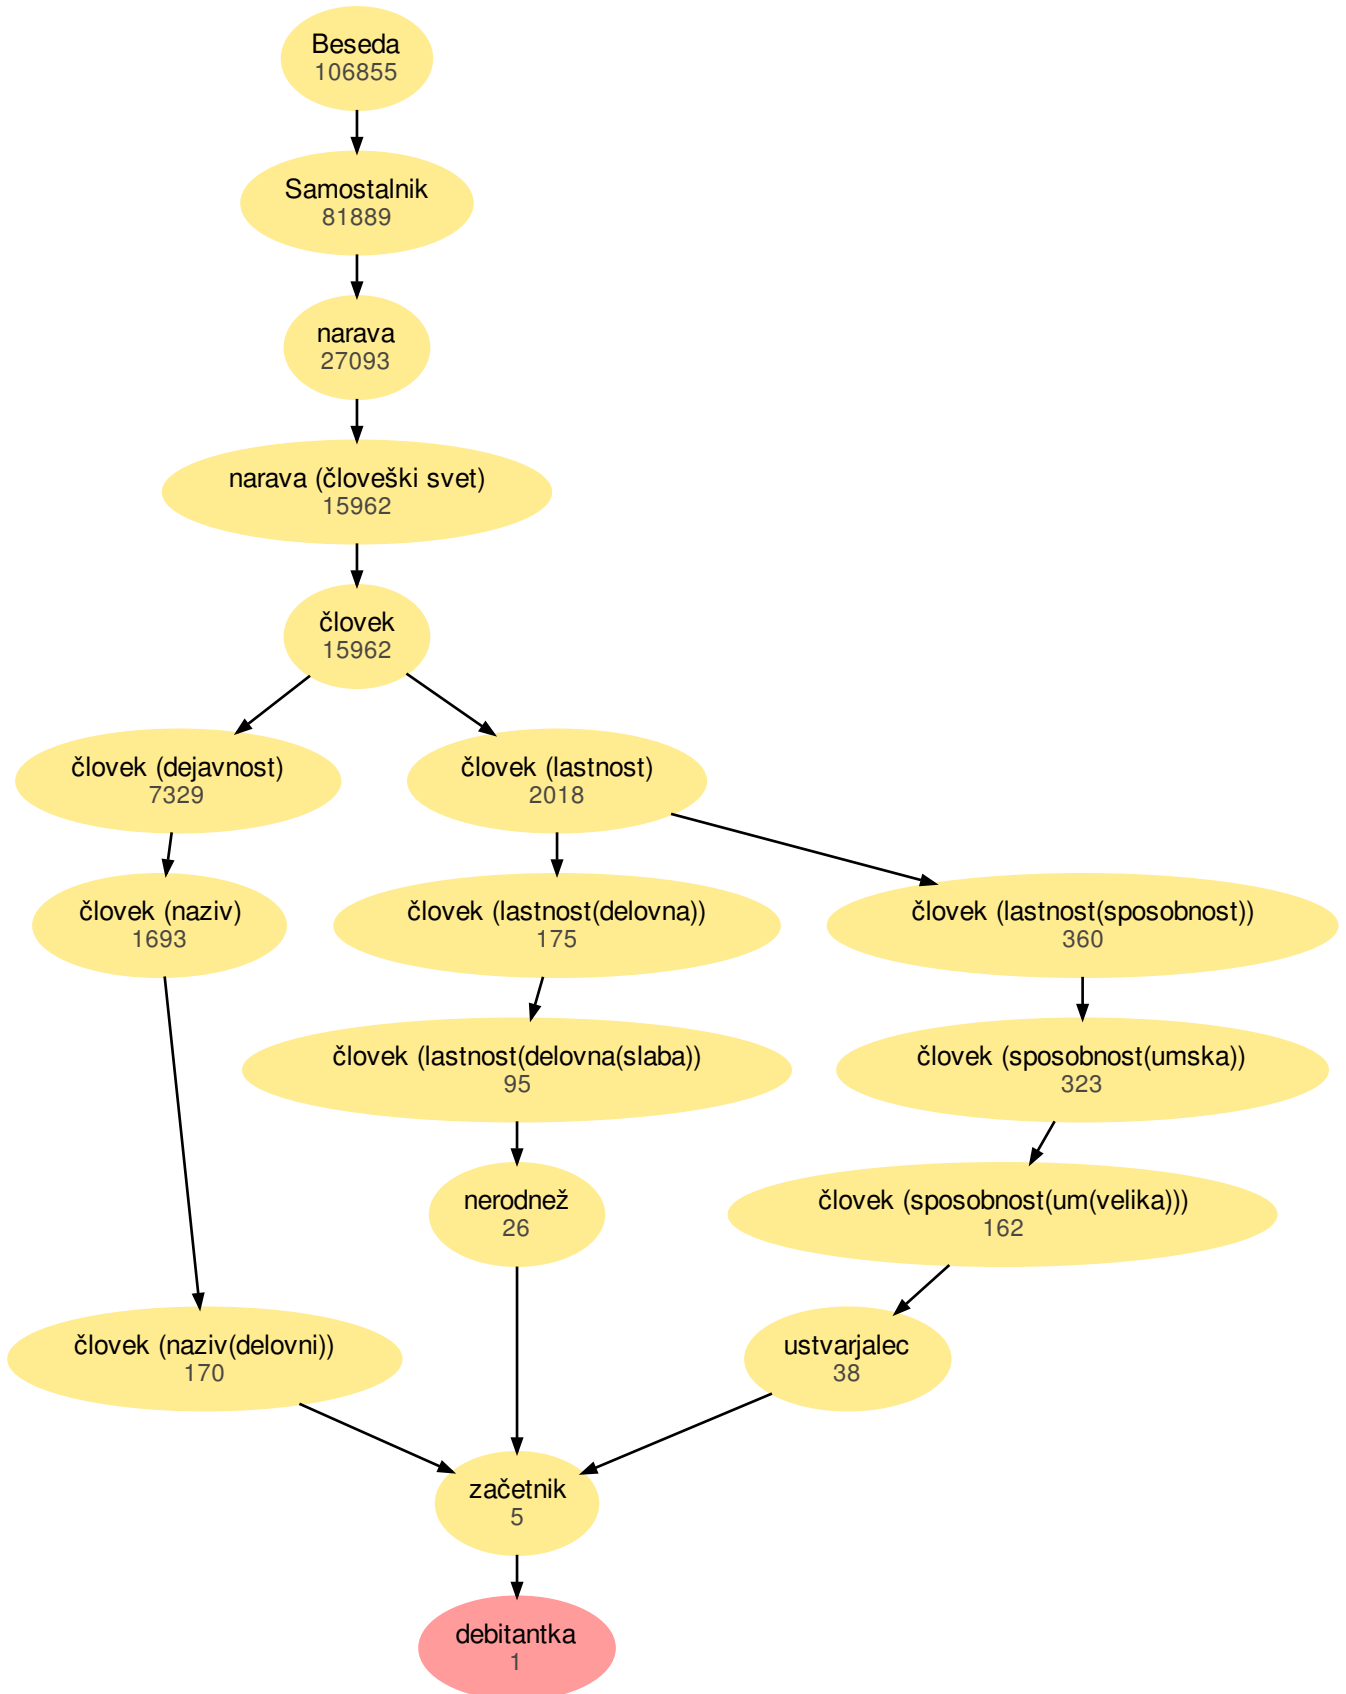 Beseda
106855
Samostalnik
81889
narava
27093
narava (človeški svet)
15962
človek
15962
človek (dejavnost)
7329
človek (lastnost)
2018
človek (naziv)
1693
človek (lastnost(delovna))
175
človek (lastnost(sposobnost))
360
človek (lastnost(delovna(slaba))
95
človek (sposobnost(umska))
323
nerodnež
26
človek (sposobnost(um(velika)))
162
človek (naziv(delovni))
170
ustvarjalec
38
začetnik
5
debitantka
1